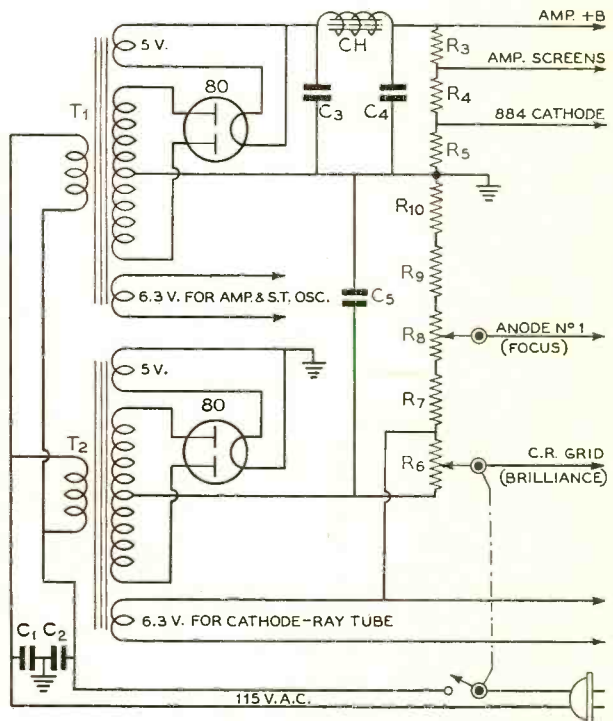 AMP. +B
5 V.
CH
R3
AMP. SCREENS
80
C3
C4
R4
T1
884 CATHODE
R5
R10
6.3 V. FOR AMP. & S.T. OSC.
C5
R9
R8
ANODE Nº 1
(FOCUS)
5 V.
80
R7
T2
R6
C.R. GRID
(BRILLIANCE)
6.3 V. FOR CATHODE-RAY TUBE
C1 C2
115 V. A.C.